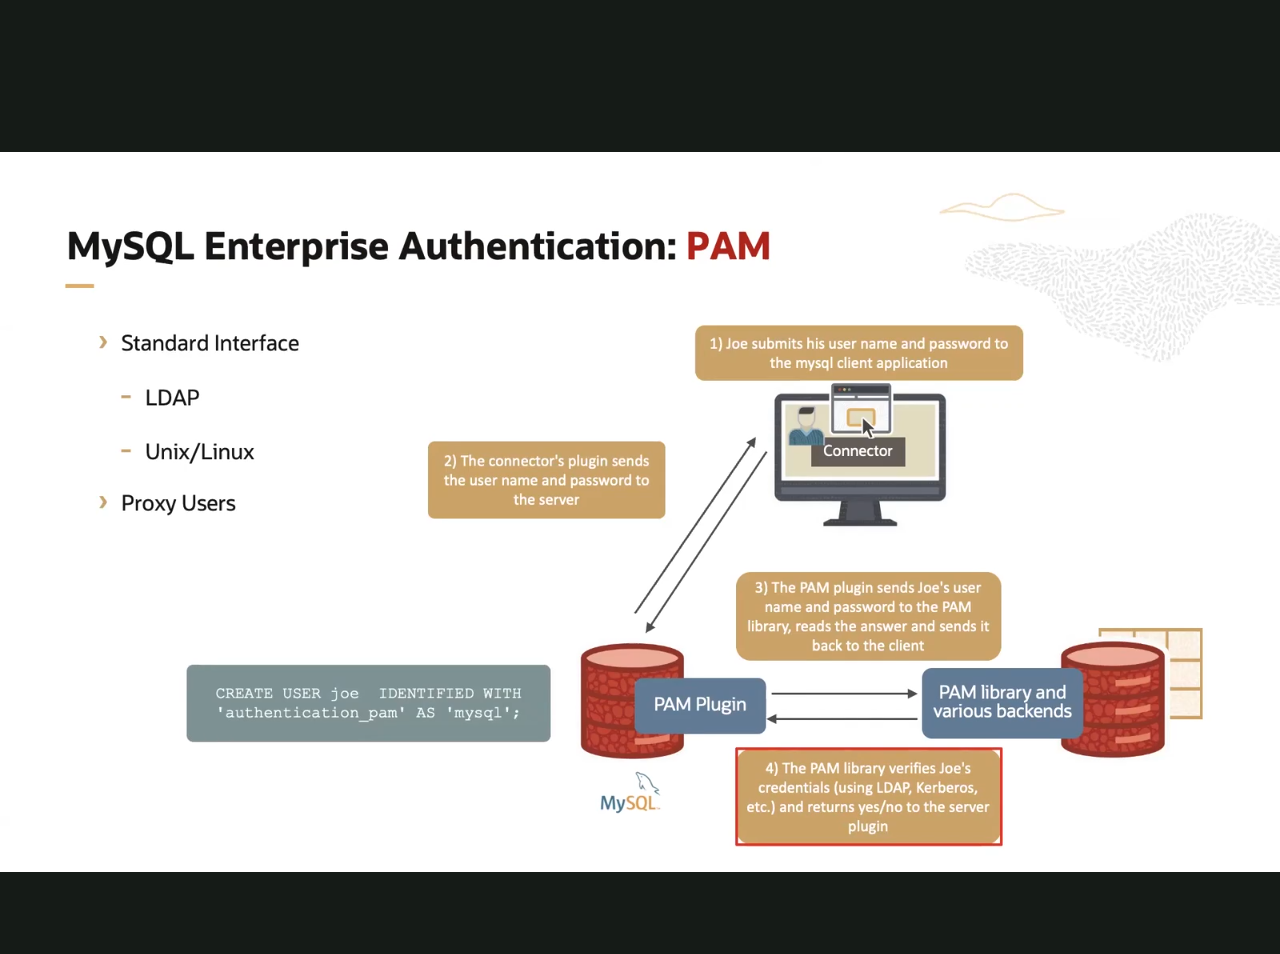 MySQL Enterprise Authentication: PAM
Standard Interface
LDAP
Unix/Linux
Proxy Users
1) Joe submits his user name and password to
the mysql client application
Connector
2) The connector's plugin sends
the user name and password to
the server
3) The PAM plugin sends Joe's user
name and password to the PAM
library, reads the answer and sends it
back to the client
CREATE USER joe  IDENTIFIED WITH
'authentication_pam' AS 'mysql';
PAM Plugin
PAM library and
various backends
MySQL
4) The PAM library verifies Joe's
credentials (using LDAP, Kerberos,
etc.) and returns yes/no to the server
plugin